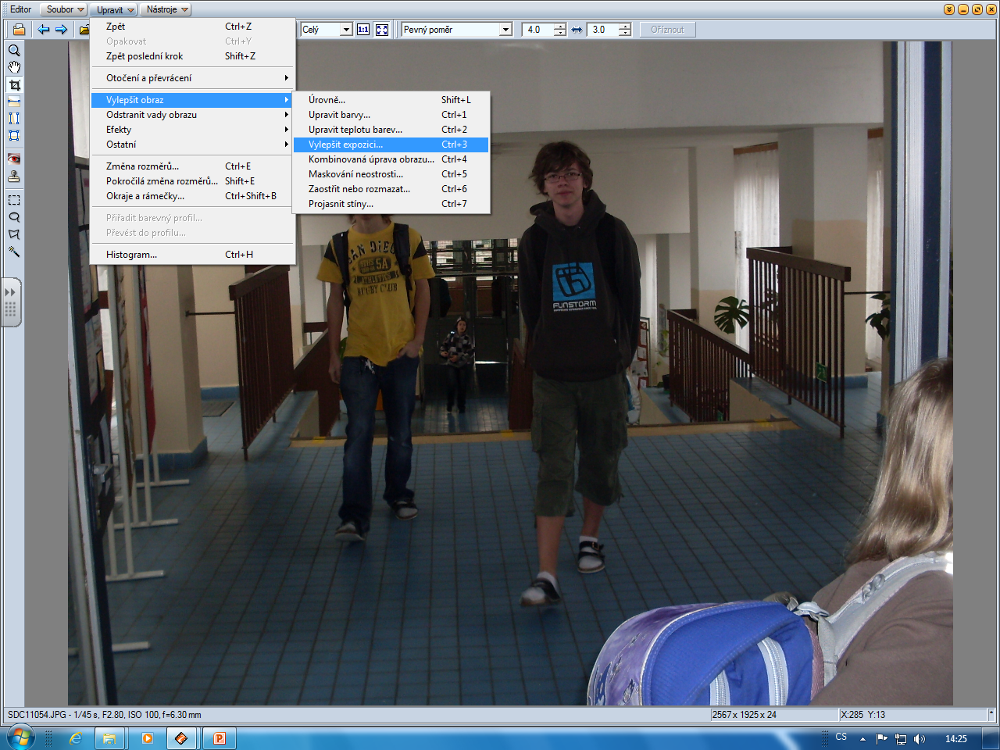 Editor Soubor Upravit Nástroje
Celý 1:1 Pevný poměr 4.0 3.0 Oříznout
Zpět Ctrl+Z
Opakovat Ctrl+Y
Zpět poslední krok Shift+Z
Otočení a převrácení
Vylepšit obraz
Odstranit vady obrazu
Efekty
Ostatní
Změna rozměrů... Ctrl+E
Pokročilá změna rozměrů... Shift+E
Okraje a rámečky... Ctrl+Shift+B
Přiřadit barevný profil...
Převést do profilu...
Histogram... Ctrl+H
Úrovně... Shift+L
Upravit barvy... Ctrl+1
Upravit teplotu barev... Ctrl+2
Vylepšit expozici... Ctrl+3
Kombinovaná úprava obrazu... Ctrl+4
Maskování neostrosti... Ctrl+5
Zaostřit nebo rozmazat... Ctrl+6
Projasnit stíny... Ctrl+7
SAN DIEGO
5A
ATHLETICS
RUGBY CLUB
FUNSTORM
SDC11054.JPG - 1/45 s, F2.80, ISO 100, f=6.30 mm
2567 x 1925 x 24
X:285 Y:13
CS
14:25